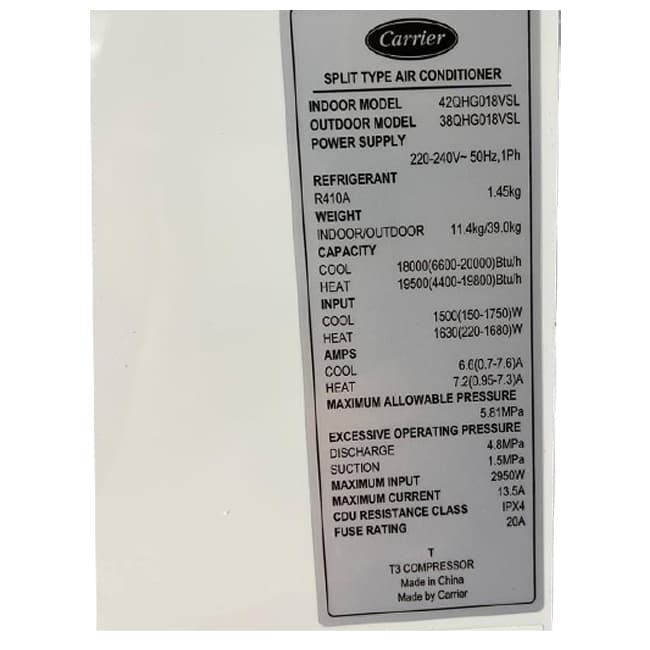 Carrier
SPLIT TYPE AIR CONDITIONER
INDOOR MODEL 42QHG018VSL
OUTDOOR MODEL 38QHG018VSL
POWER SUPPLY
220-240V~ 50Hz,1Ph
REFRIGERANT
R410A 1.45kg
WEIGHT
INDOOR/OUTDOOR 11.4kg/39.0kg
CAPACITY
COOL 18000(6600-20000)Btu/h
HEAT 19500(4400-19800)Btu/h
INPUT
COOL 1500(150-1750)W
HEAT 1630(220-1680)W
AMPS
COOL 6.6(0.7-7.6)A
HEAT 7.2(0.95-7.3)A
MAXIMUM ALLOWABLE PRESSURE
5.81MPa
EXCESSIVE OPERATING PRESSURE
DISCHARGE 4.8MPa
SUCTION 1.5MPa
MAXIMUM INPUT 2950W
MAXIMUM CURRENT 13.5A
CDU RESISTANCE CLASS IPX4
FUSE RATING 20A
T
T3 COMPRESSOR
Made in China
Made by Carrier